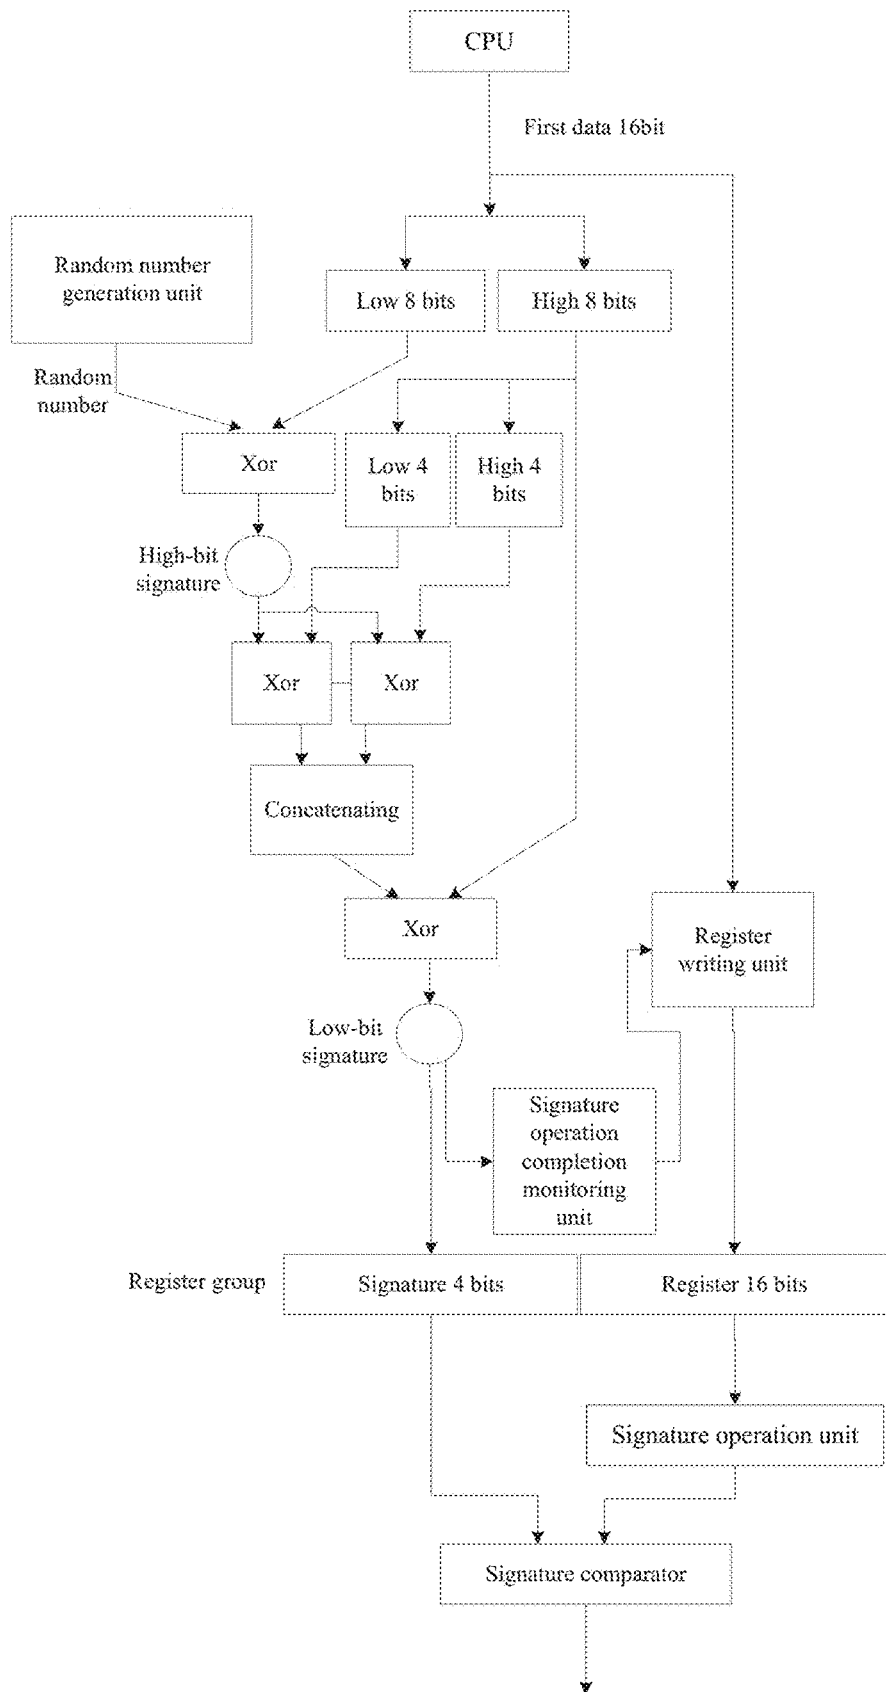 CPU
First data 16bit
Random number
generation unit
Low 8 bits
High 8 bits
Random
number
Xor
Low 4
bits
High 4
bits
High-bit
signature
Xor
Xor
Concatenating
Xor
Register
writing unit
Low-bit
signature
Signature
operation
completion
monitoring
unit
Register group
Signature 4 bits
Register 16 bits
Signature operation unit
Signature comparator